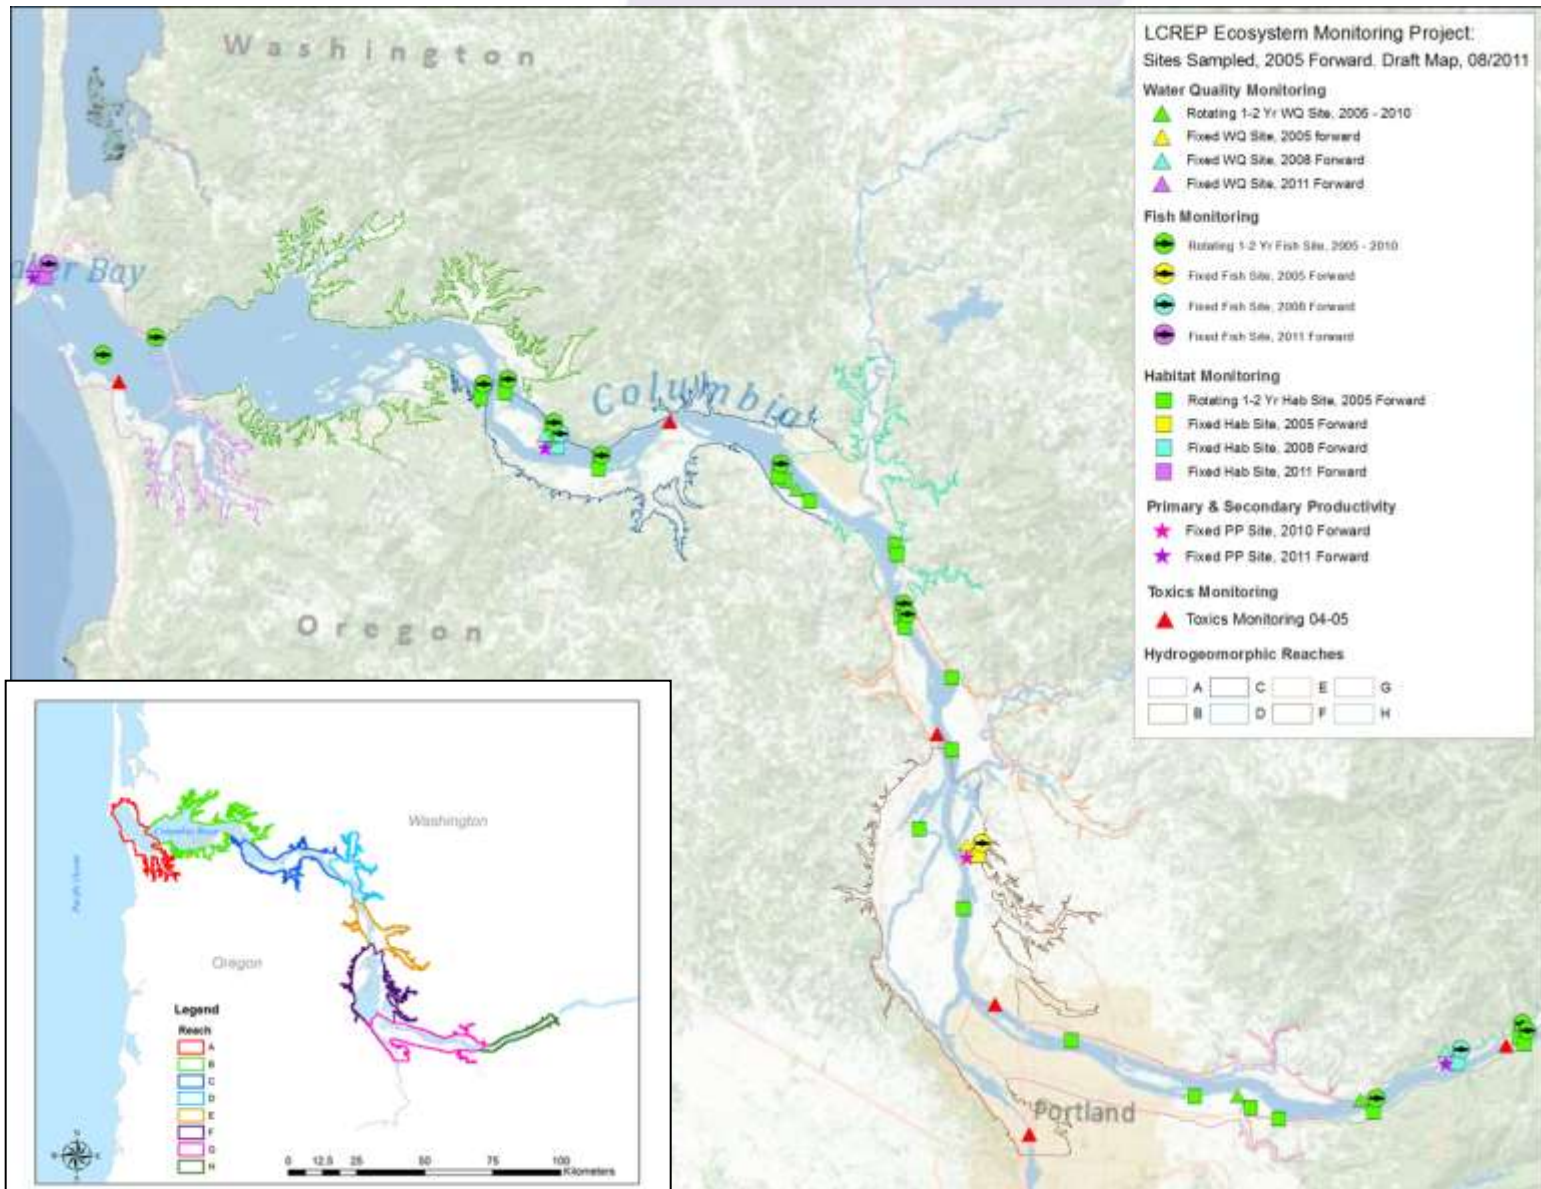 Washington
Columbia
Oregon
Portland
LCREP Ecosystem Monitoring Project:
Sites Sampled, 2005 Forward. Draft Map, 08/2011
Water Quality Monitoring
Rotating 1-2 Yr WQ Site, 2005 - 2010
Fixed WQ Site, 2005 forward
Fixed WQ Site, 2008 Forward
Fixed WQ Site, 2011 Forward
Fish Monitoring
Rotating 1-2 Yr Fish Site, 2005 - 2010
Fixed Fish Site, 2005 Forward
Fixed Fish Site, 2008 Forward
Fixed Fish Site, 2011 Forward
Habitat Monitoring
Rotating 1-2 Yr Hab Site, 2005 Forward
Fixed Hab Site, 2005 Forward
Fixed Hab Site, 2008 Forward
Fixed Hab Site, 2011 Forward
Primary & Secondary Productivity
Fixed PP Site, 2010 Forward
Fixed PP Site, 2011 Forward
Toxics Monitoring
Toxics Monitoring 04-05
Hydrogeomorphic Reaches
A C E G
B D F H
Washington
Columbia River
Pacific Ocean
Oregon
Legend
Reach
A
B
C
D
E
F
G
H
0 12.5 25 50 75 100
Kilometers
Bay